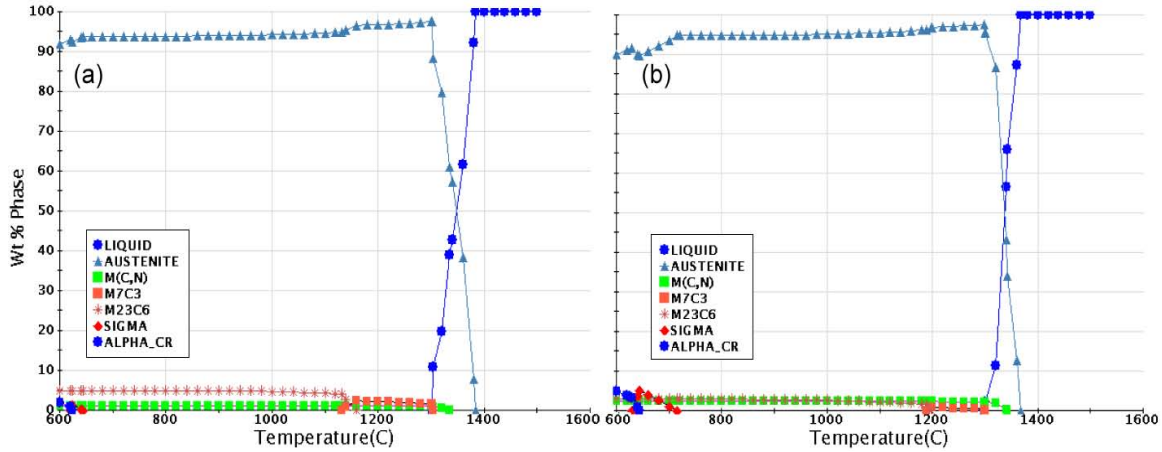 100
90
80
70
60
50
40
30
20
10
0
Wt % Phase
(a)
LIQUID
AUSTENITE
M(C,N)
M7C3
M23C6
SIGMA
ALPHA_CR
600
800
1000
1200
1400
1600
Temperature(C)
(b)
LIQUID
AUSTENITE
M(C,N)
M7C3
M23C6
SIGMA
ALPHA_CR
600
800
1000
1200
1400
1600
Temperature(C)